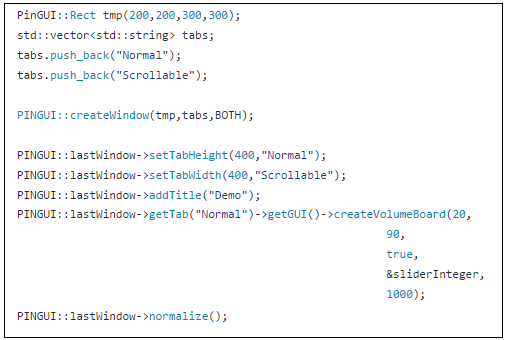 PinGUI::Rect tmp(200,200,300,300);
std::vector<std::string> tabs;
tabs.push_back("Normal");
tabs.push_back("Scrollable");
PINGUI::createWindow(tmp,tabs,BOTH);
PINGUI::lastWindow->setTabHeight(400,"Normal");
PINGUI::lastWindow->setTabWidth(400,"Scrollable");
PINGUI::lastWindow->addTitle("Demo");
PINGUI::lastWindow->getTab("Normal")->getGUI()->createVolumeBoard(20,
90,
true,
&sliderInteger,
1000);
PINGUI::lastWindow->normalize();